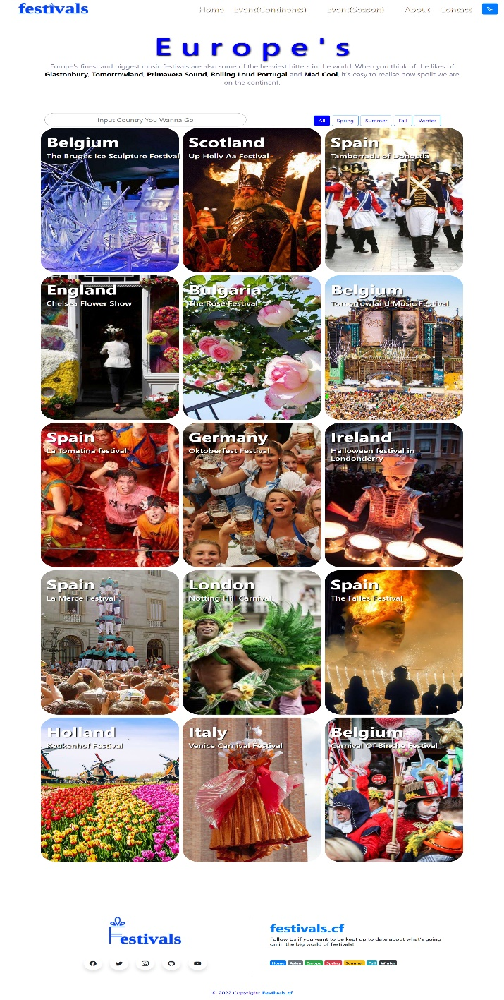 festivals
Home Event(Continents) Event(Season) About Contact
Europe's
Europe's finest and biggest music festivals are also some of the heaviest hitters in the world. When you think of the likes of
Glastonbury, Tomorrowland, Primavera Sound, Rolling Loud Portugal and Mad Cool, it's easy to realise how spoilt we are
on the continent.
Input Country You Wanna Go
All Spring Summer Fall Winter
Belgium
The Bruges Ice Sculpture Festival
Scotland
Up Helly Aa Festival
Spain
Tamborrada of Donostia
England
Chelsea Flower Show
Bulgaria
The Rose Festival
Belgium
Tomorrowland Music Festival
Spain
La Tomatina festival
Germany
Oktoberfest Festival
Ireland
Halloween festival in
Londonderry
Spain
La Merce Festival
London
Notting Hill Carnival
Spain
The Falles Festival
Holland
Keukenhof Festival
Italy
Venice Carnival Festival
Belgium
Carnival Of Binche Festival
Festivals
festivals.cf
Follow Us if you want to be kept up to date about what's going
on in the big world of festivals!
Home Asian Europe Spring Summer Fall Winter
© 2022 Copyright: Festivals.cf